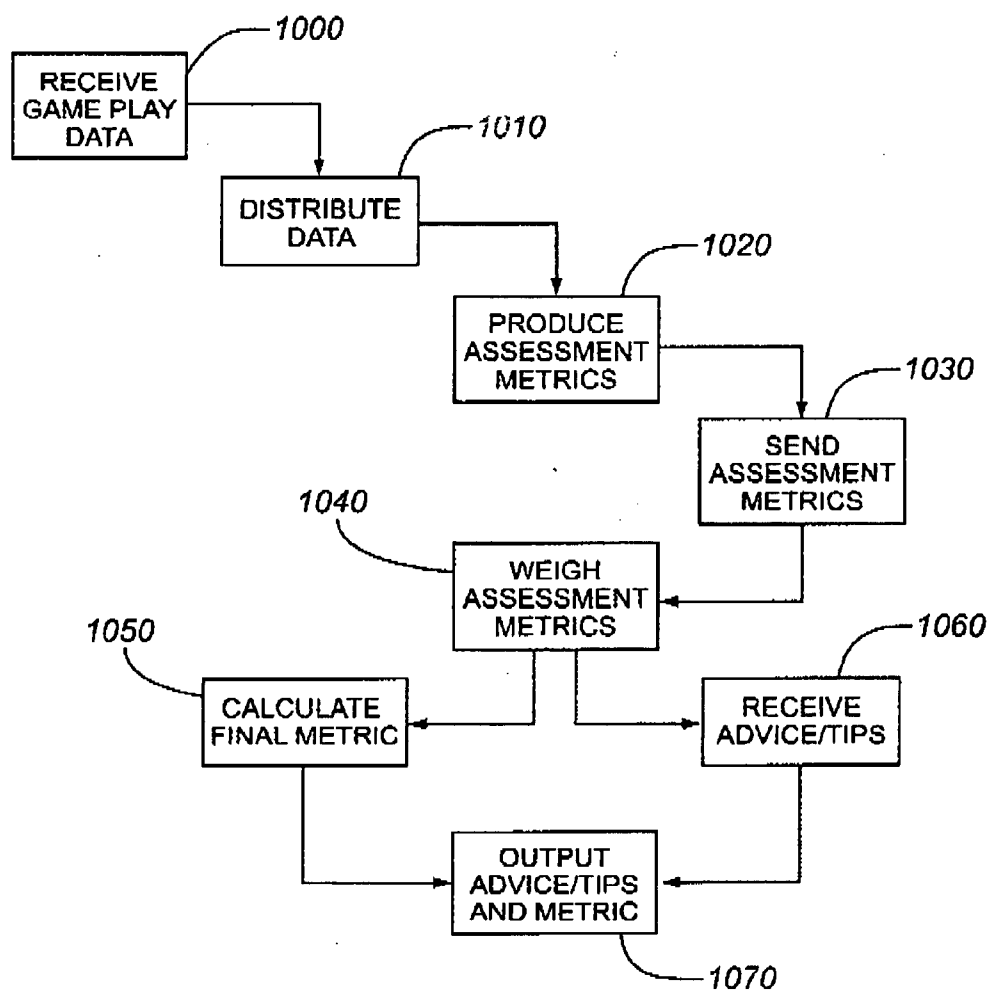 1000
RECEIVE
GAME PLAY
DATA
1010
DISTRIBUTE
DATA
1020
PRODUCE
ASSESSMENT
METRICS
1030
SEND
ASSESSMENT
METRICS
1040
WEIGH
ASSESSMENT
METRICS
1050
CALCULATE
FINAL METRIC
1060
RECEIVE
ADVICE/TIPS
OUTPUT
ADVICE/TIPS
AND METRIC
1070